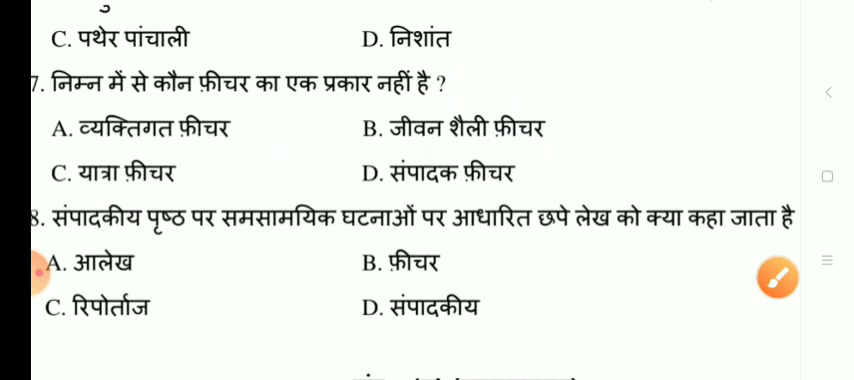 C. पथेर पांचाली D. निशांत
7. निम्न में से कौन फ़ीचर का एक प्रकार नहीं है ?
A. व्यक्तिगत फ़ीचर B. जीवन शैली फ़ीचर
C. यात्रा फ़ीचर D. संपादक फ़ीचर
8. संपादकीय पृष्ठ पर समसामयिक घटनाओं पर आधारित छपे लेख को क्या कहा जाता है
A. आलेख B. फ़ीचर
C. रिपोर्ताज D. संपादकीय